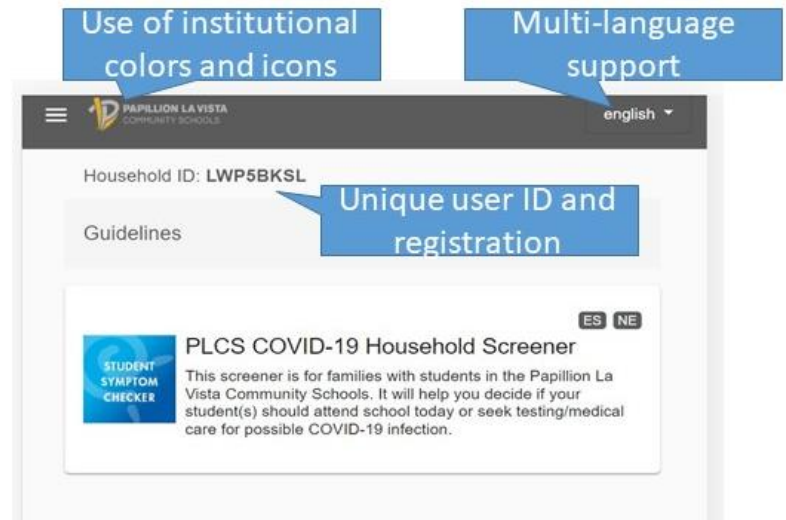 Use of institutional
colors and icons
Multi-language
support
PAPILLION LA VISTA
COMMUNITY SCHOOLS
english
Household ID: LWP5BKSL
Unique user ID and
registration
Guidelines
ES NE
STUDENT
SYMPTOM
CHECKER
PLCS COVID-19 Household Screener
This screener is for families with students in the Papillion La
Vista Community Schools. It will help you decide if your
student(s) should attend school today or seek testing/medical
care for possible COVID-19 infection.